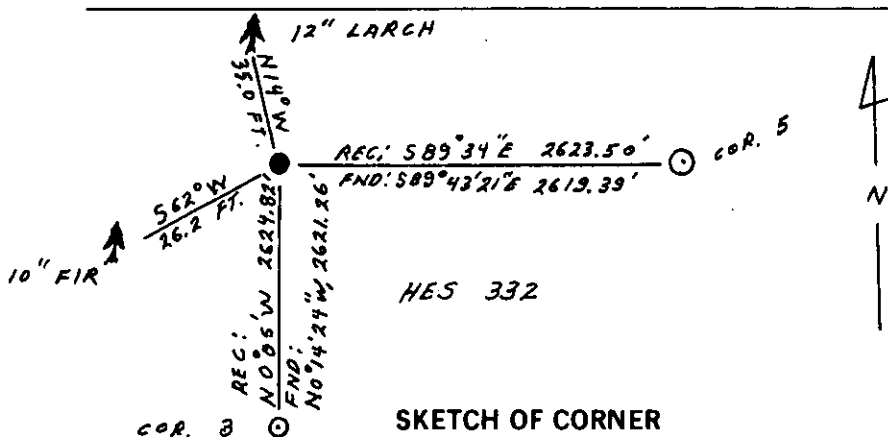 12" LARCH
N14°W
35.0 FT.
REC: S89°34"E 2623.50'
FND: S89°43'21"E 2619.39'
COR. 5
S62°W
26.2 FT.
10" FIR
REC: N0°05'W 2624.82'
FND: N0°14'24"W, 2621.26'
HES 332
N
COR. 3
SKETCH OF CORNER